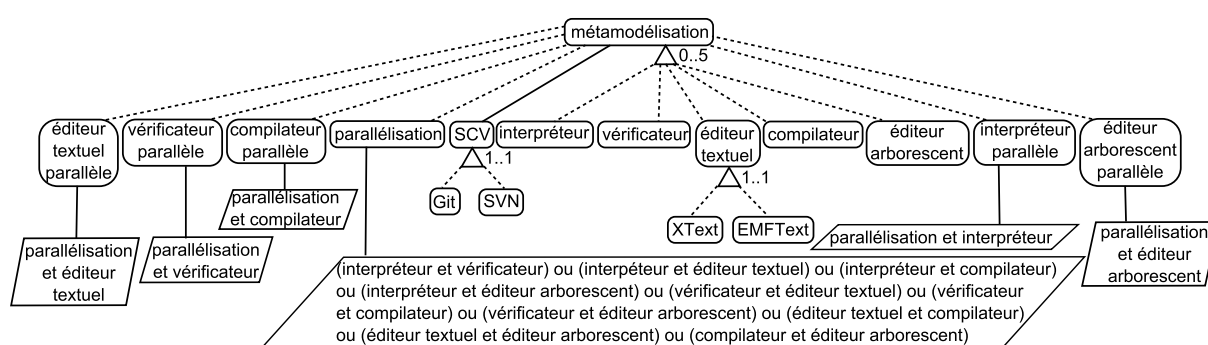 métamodélisation
0..5
éditeur
textuel
parallèle
vérificateur
parallèle
compilateur
parallèle
parallélisation
SCV
interpréteur
vérificateur
éditeur
textuel
compilateur
éditeur
arborescent
interpréteur
parallèle
éditeur
arborescent
parallèle
1..1
1..1
parallélisation
et compilateur
Git
SVN
XText
EMFText
parallélisation
et éditeur
textuel
parallélisation
et vérificateur
parallélisation et interpréteur
parallélisation
et éditeur
arborescent
(interpréteur et vérificateur) ou (interpéteur et éditeur textuel) ou (interpréteur et compilateur)
ou (interpréteur et éditeur arborescent) ou (vérificateur et éditeur textuel) ou (vérificateur
et compilateur) ou (vérificateur et éditeur arborescent) ou (éditeur textuel et compilateur)
ou (éditeur textuel et éditeur arborescent) ou (compilateur et éditeur arborescent)